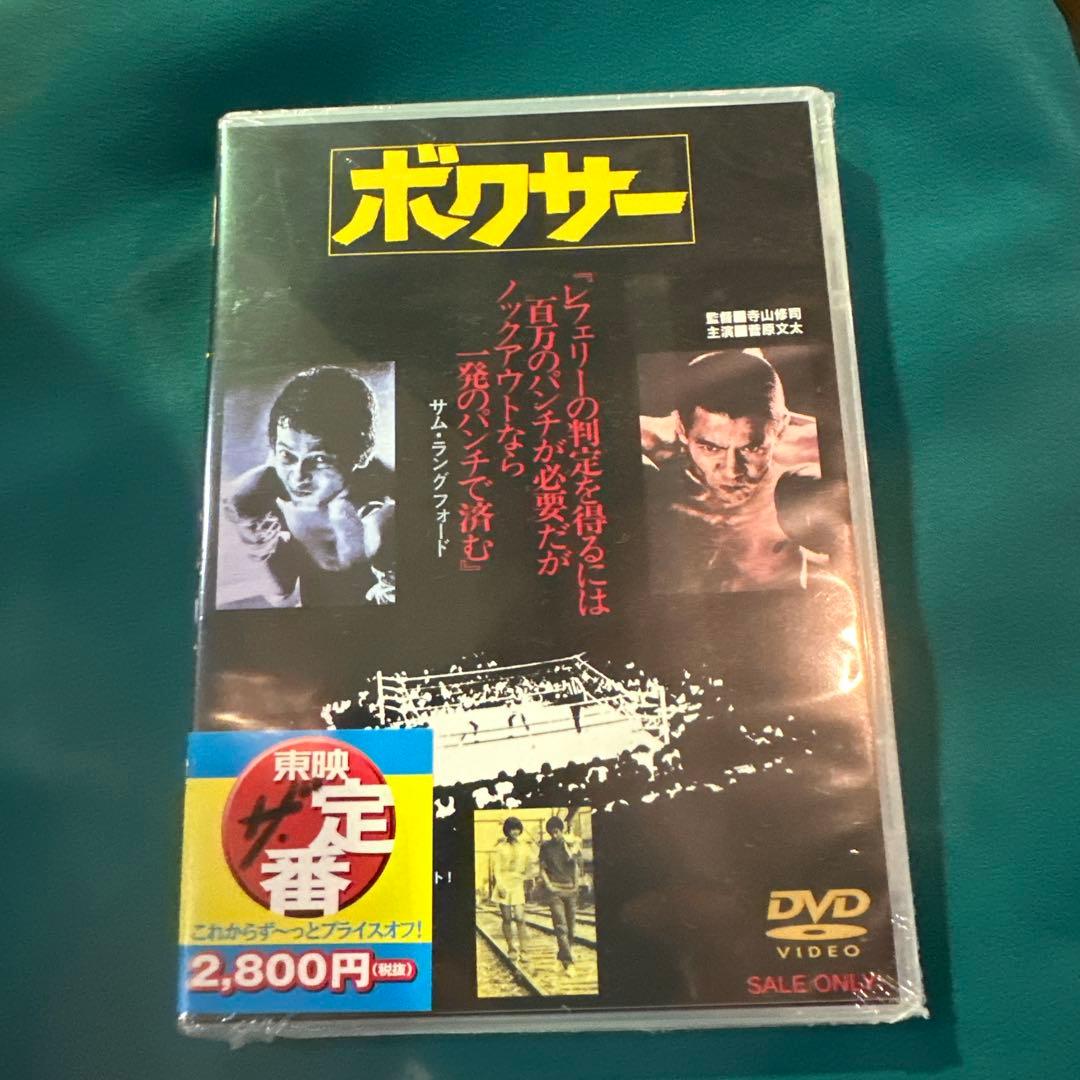 ボクサー
監督■寺山修司
主演■菅原文太
『レフェリーの判定を得るには
百万のパンチが必要だが
ノックアウトなら
一発のパンチで済む』
サム・ラングフォード
東映
ザ・定番
これからず〜っとプライスオフ!
2,800円(税抜)
ト!
DVD
VIDEO
SALE ONLY